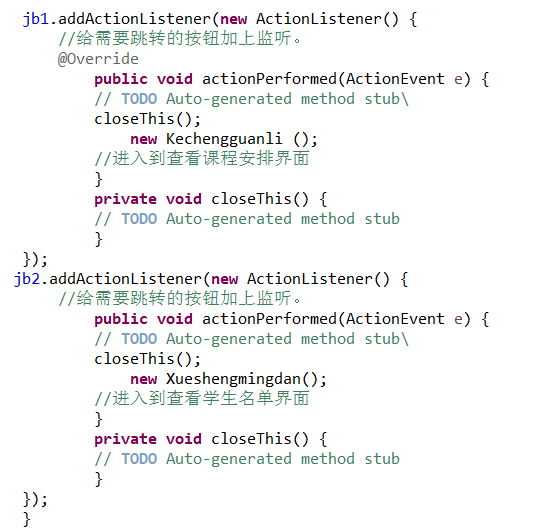 jb1.addActionListener(new ActionListener() {
//给需要跳转的按钮加上监听。
@Override
public void actionPerformed(ActionEvent e) {
// TODO Auto-generated method stub\
closeThis();
new Kechengguanli ();
//进入到查看课程安排界面
}
private void closeThis() {
// TODO Auto-generated method stub
}
});
jb2.addActionListener(new ActionListener() {
//给需要跳转的按钮加上监听。
public void actionPerformed(ActionEvent e) {
// TODO Auto-generated method stub\
closeThis();
new Xueshengmingdan();
//进入到查看学生名单界面
}
private void closeThis() {
// TODO Auto-generated method stub
}
});
}